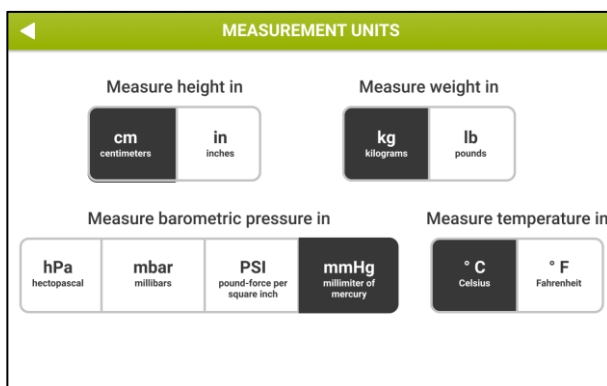 MEASUREMENT UNITS
Measure height in
Measure weight in
cm
centimeters
in
inches
kg
kilograms
lb
pounds
Measure barometric pressure in
Measure temperature in
hPa
hectopascal
mbar
millibars
PSI
pound-force per
square inch
mmHg
millimiter of
mercury
° C
Celsius
° F
Fahrenheit